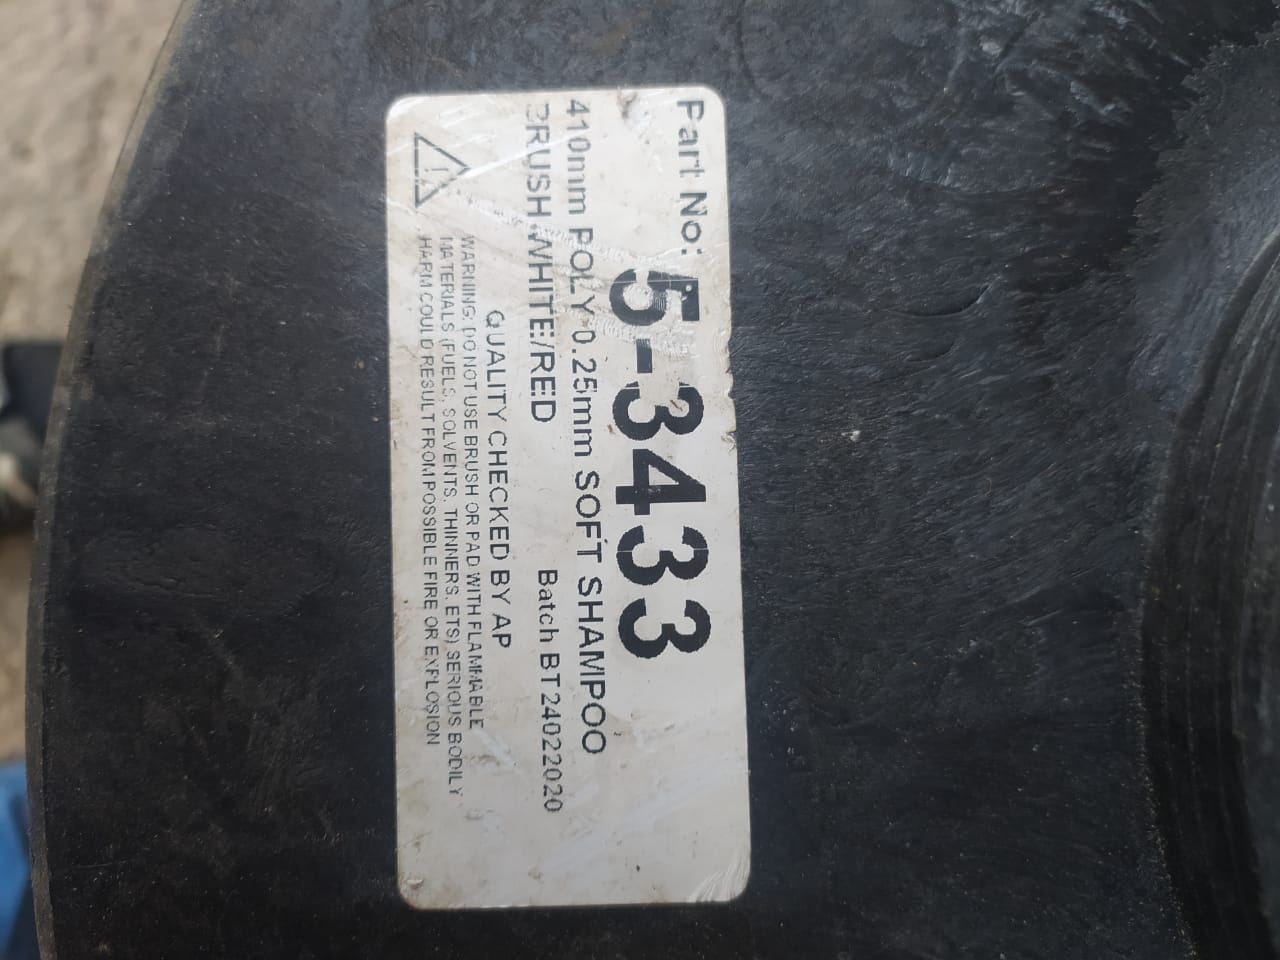 Part No: 5-3433
410mm POLY 0.25mm SOFT SHAMPOO
BRUSH WHITE/RED Batch BT24022020
QUALITY CHECKED BY AP
WARNING: DO NOT USE BRUSH OR PAD WITH FLAMMABLE
MATERIALS (FUELS, SOLVENTS, THINNERS, ETS) SERIOUS BODILY
HARM COULD RESULT FROM POSSIBLE FIRE OR EXPLOSION